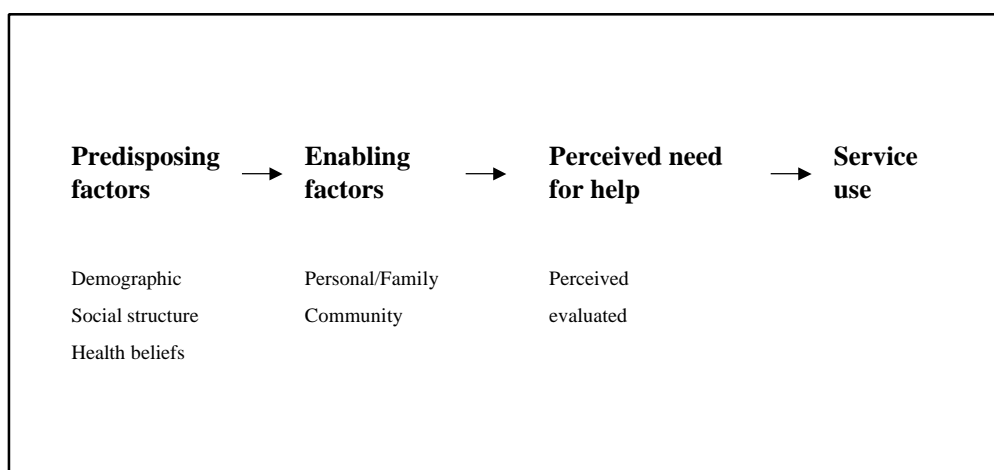 Predisposing
factors
Enabling
factors
Perceived need
for help
Service
use
Demographic
Social structure
Health beliefs
Personal/Family
Community
Perceived
evaluated